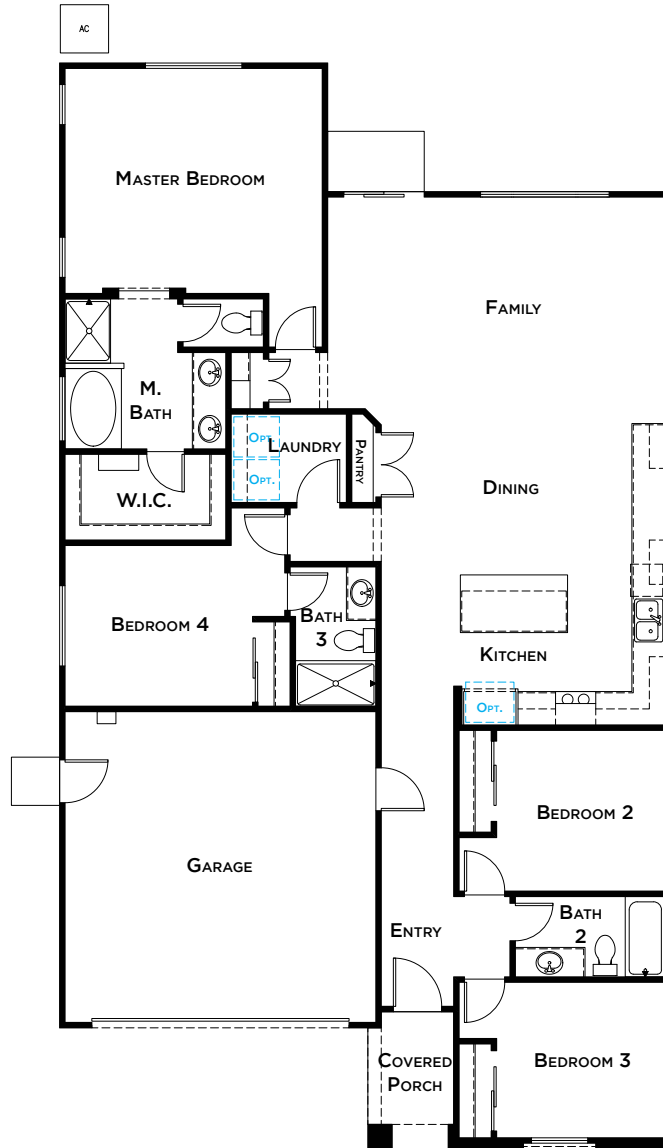 AC
MASTER BEDROOM
FAMILY
M.
BATH
OPT.
LAUNDRY
PANTRY
OPT.
DINING
W.I.C.
BEDROOM 4
BATH
3
KITCHEN
OPT.
BEDROOM 2
GARAGE
BATH
2
ENTRY
COVERED
PORCH
BEDROOM 3